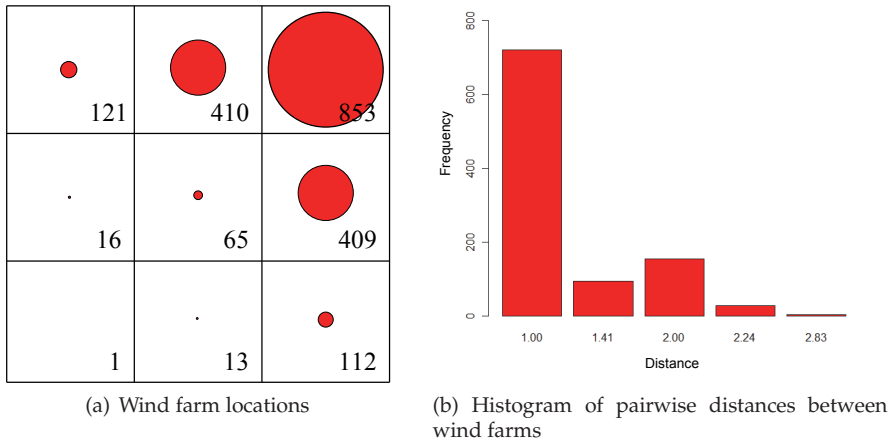 121 410 853
16 65 409
1 13 112
(a) Wind farm locations
800
600
400
200
0
Frequency
1.00 1.41 2.00 2.24 2.83
Distance
(b) Histogram of pairwise distances between
wind farms